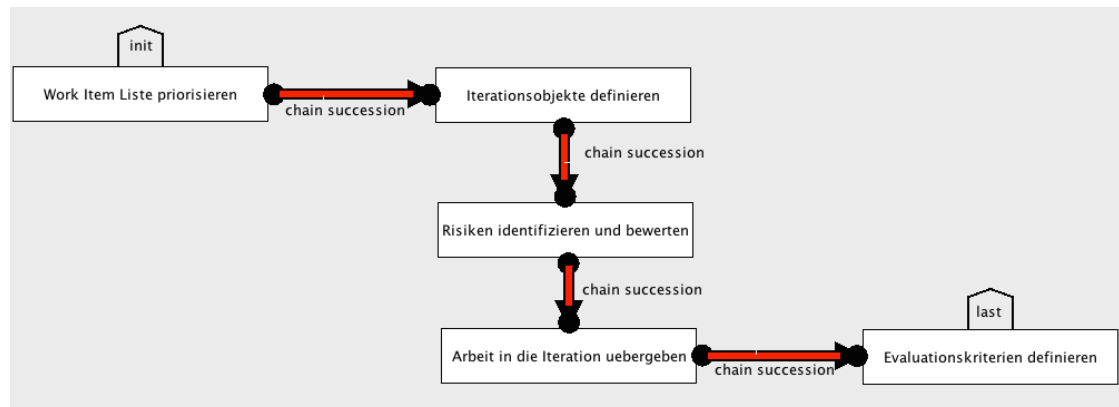 init
Work Item Liste priorisieren
chain succession
Iterationsobjekte definieren
chain succession
Risiken identifizieren und bewerten
chain succession
Arbeit in die Iteration uebergeben
chain succession
last
Evaluationskriterien definieren